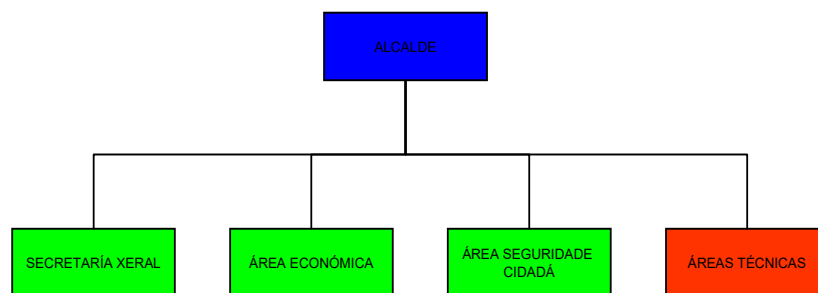 ALCALDE
SECRETARÍA XERAL
ÁREA ECONÓMICA
ÁREA SEGURIDADE
CIDADÁ
ÁREAS TÉCNICAS